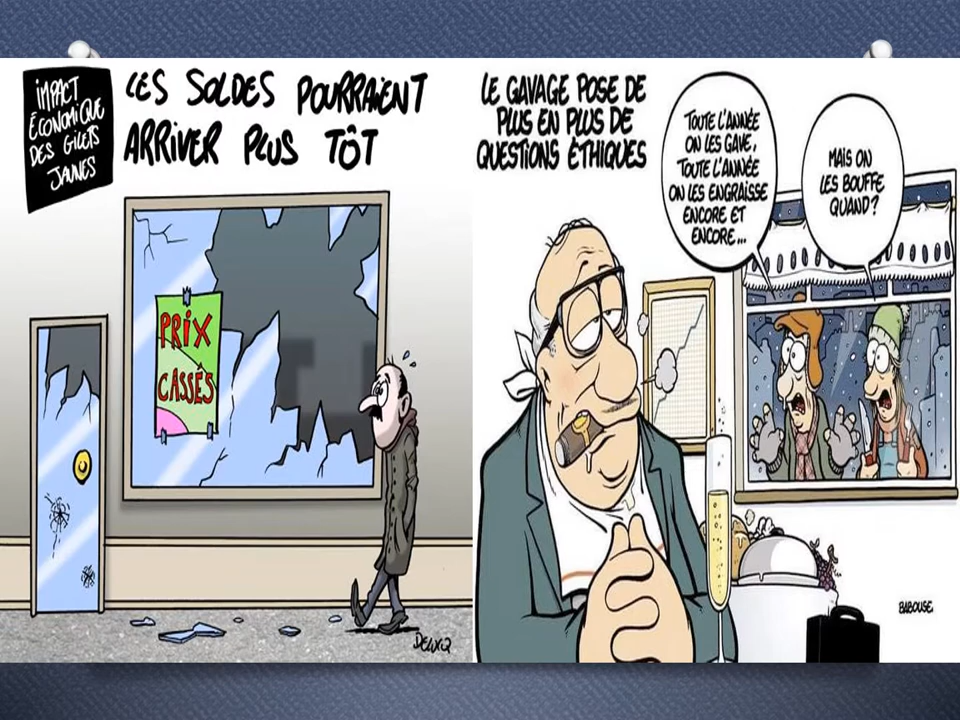 IMPACT
ÉCONOMIQUE
DES GILETS
JAUNES
LES SOLDES POURRAIENT
ARRIVER PLUS TÔT
PRIX
CASSÉS
DELUCQ
LE GAVAGE POSE DE
PLUS EN PLUS DE
QUESTIONS ÉTHIQUES
TOUTE L'ANNÉE
ON LES GAVE,
TOUTE L'ANNÉE
ON LES ENGRAISSE
ENCORE ET
ENCORE...
MAIS ON
LES BOUFFE
QUAND?
BABOUSE